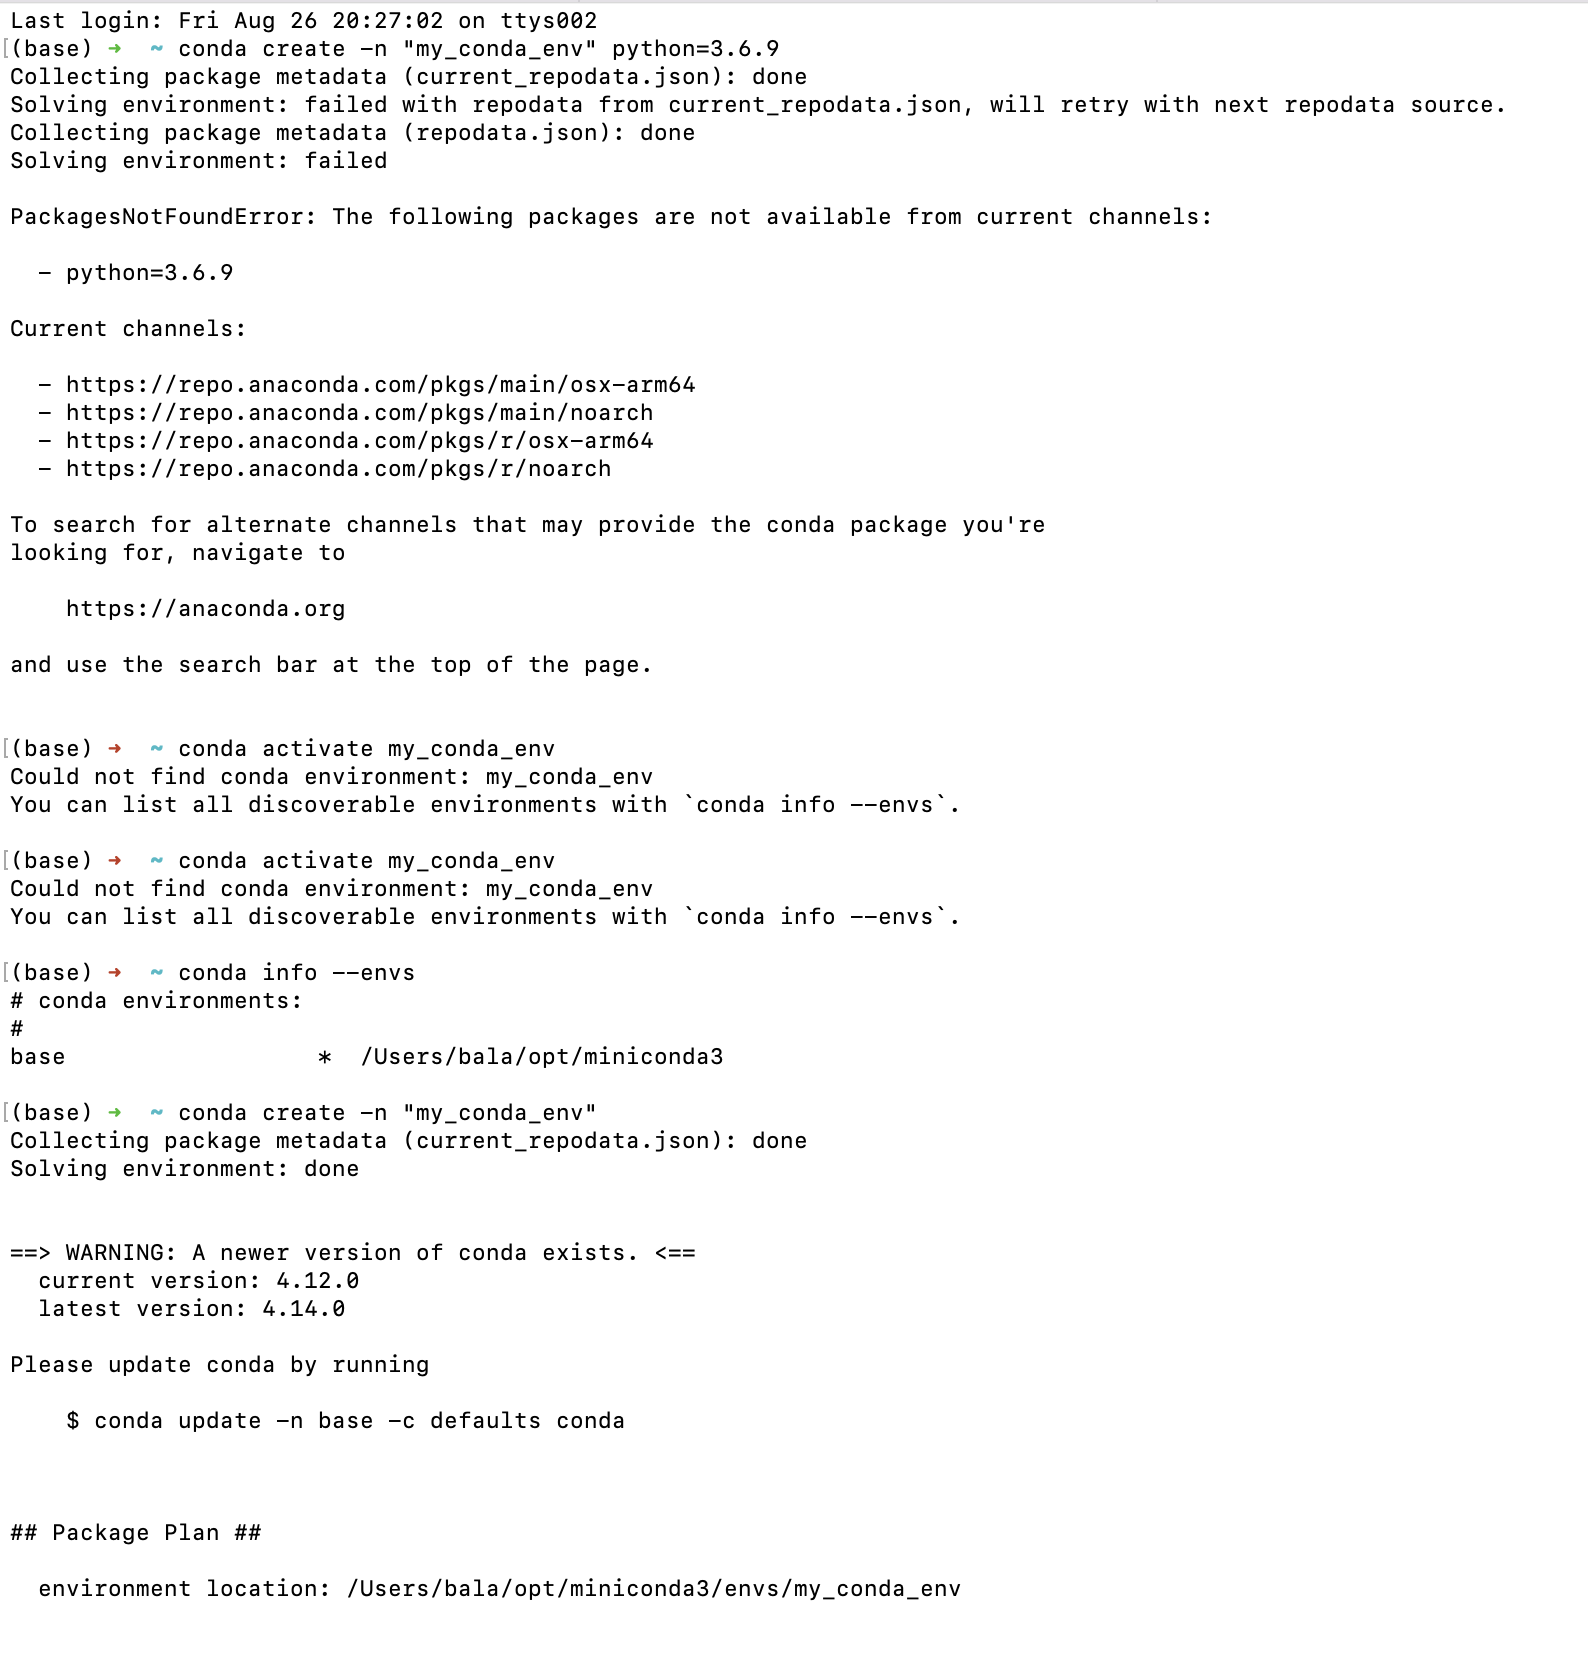 Last login: Fri Aug 26 20:27:02 on ttys002
[(base) ➜  ~ conda create -n "my_conda_env" python=3.6.9
Collecting package metadata (current_repodata.json): done
Solving environment: failed with repodata from current_repodata.json, will retry with next repodata source.
Collecting package metadata (repodata.json): done
Solving environment: failed
PackagesNotFoundError: The following packages are not available from current channels:
- python=3.6.9
Current channels:
- https://repo.anaconda.com/pkgs/main/osx-arm64
- https://repo.anaconda.com/pkgs/main/noarch
- https://repo.anaconda.com/pkgs/r/osx-arm64
- https://repo.anaconda.com/pkgs/r/noarch
To search for alternate channels that may provide the conda package you're
looking for, navigate to
https://anaconda.org
and use the search bar at the top of the page.
[(base) ➜  ~ conda activate my_conda_env
Could not find conda environment: my_conda_env
You can list all discoverable environments with `conda info --envs`.
[(base) ➜  ~ conda activate my_conda_env
Could not find conda environment: my_conda_env
You can list all discoverable environments with `conda info --envs`.
[(base) ➜  ~ conda info --envs
# conda environments:
#
base                  *  /Users/bala/opt/miniconda3
[(base) ➜  ~ conda create -n "my_conda_env"
Collecting package metadata (current_repodata.json): done
Solving environment: done
==> WARNING: A newer version of conda exists. <==
current version: 4.12.0
latest version: 4.14.0
Please update conda by running
$ conda update -n base -c defaults conda
## Package Plan ##
environment location: /Users/bala/opt/miniconda3/envs/my_conda_env